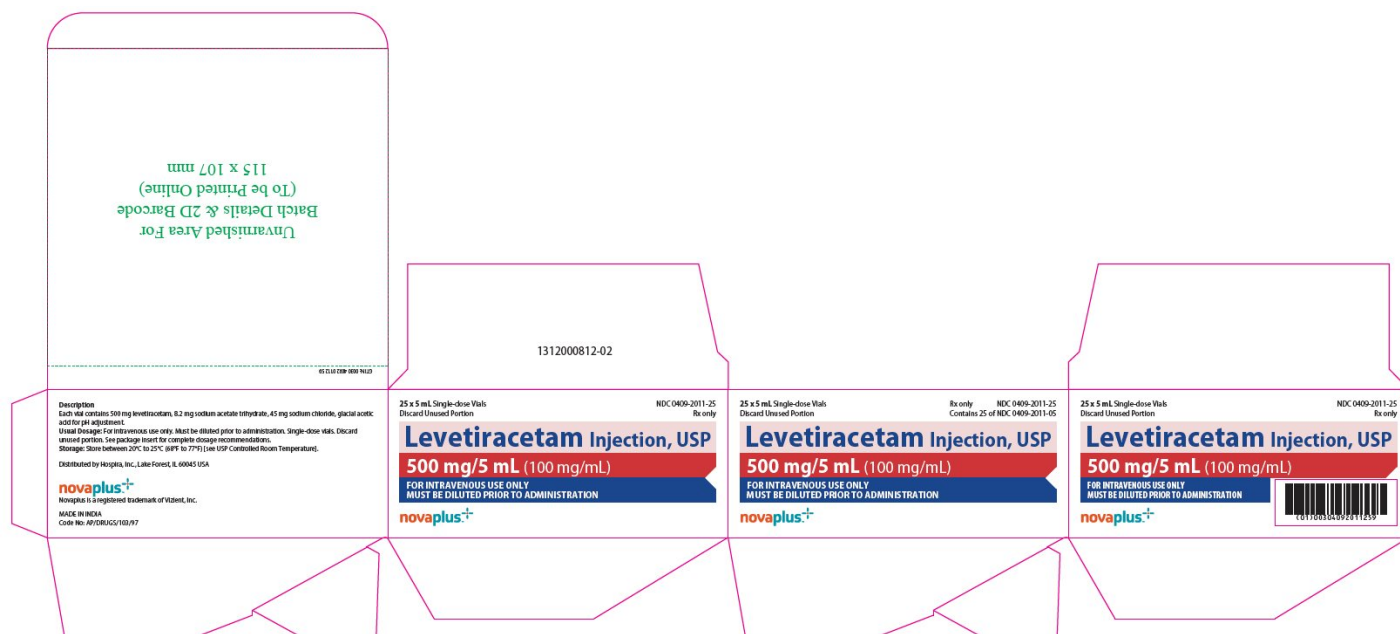 Unvarnished Area For
Batch Details & 2D Barcode
(To be Printed Online)
115 x 107 mm
1312000812-02
Description
Each vial contains 500 mg levetiracetam, 8.2 mg sodium acetate trihydrate, 45 mg sodium chloride, glacial acetic
acid for pH adjustment.
Usual Dosage: For intravenous use only. Must be diluted prior to administration. Single-dose vials. Discard
unused portion. See package insert for complete dosage recommendations.
Storage: Store between 20°C to 25°C (68°F to 77°F) [see USP Controlled Room Temperature].
Distributed by Hospira, Inc., Lake Forest, IL 60045 USA
novaplus
Novaplus is a registered trademark of Vizient, Inc.
MADE IN INDIA
Code No: AP/DRUGS/103/97
25 x 5 mL Single-dose Vials NDC 0409-2011-25
Discard Unused Portion Rx only
Levetiracetam Injection, USP
500 mg/5 mL (100 mg/mL)
FOR INTRAVENOUS USE ONLY
MUST BE DILUTED PRIOR TO ADMINISTRATION
novaplus
25 x 5 mL Single-dose Vials Rx only NDC 0409-2011-25
Discard Unused Portion Contains 25 of NDC 0409-2011-05
Levetiracetam Injection, USP
500 mg/5 mL (100 mg/mL)
FOR INTRAVENOUS USE ONLY
MUST BE DILUTED PRIOR TO ADMINISTRATION
novaplus
25 x 5 mL Single-dose Vials NDC 0409-2011-25
Discard Unused Portion Rx only
Levetiracetam Injection, USP
500 mg/5 mL (100 mg/mL)
FOR INTRAVENOUS USE ONLY
MUST BE DILUTED PRIOR TO ADMINISTRATION
novaplus
(01)00304092011259